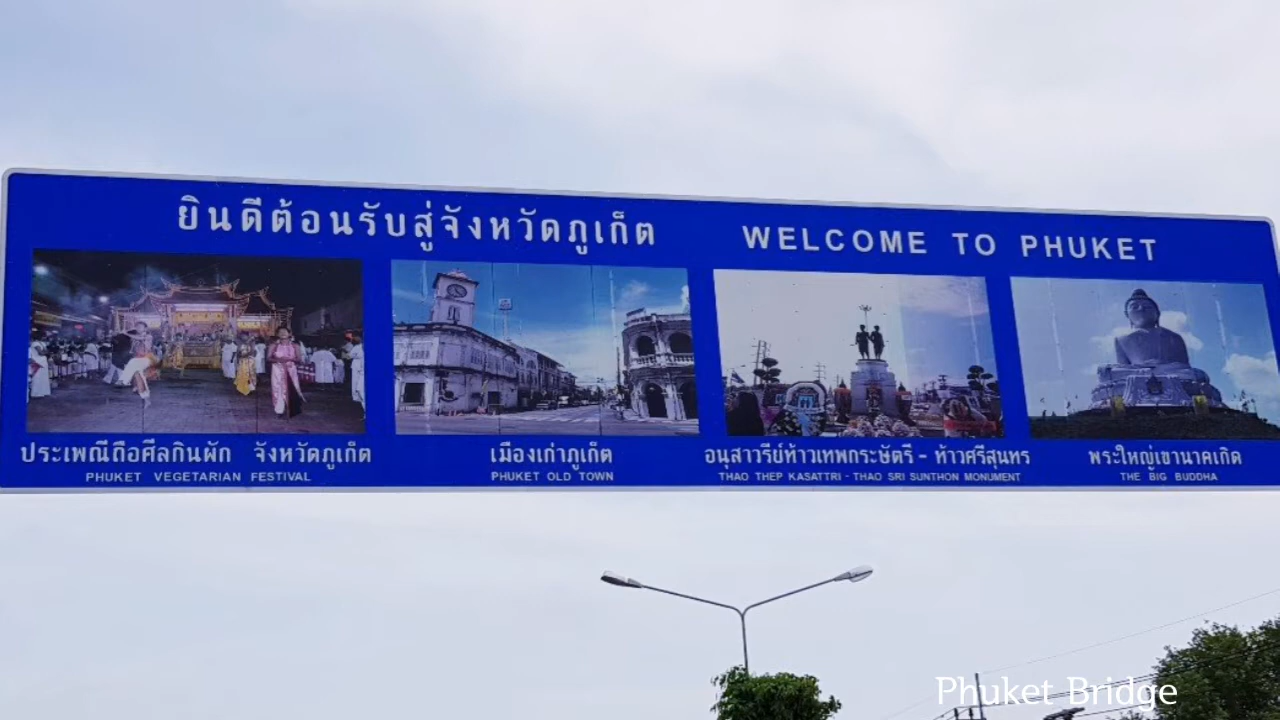 ยินดีต้อนรับสู่จังหวัดภูเก็ต WELCOME TO PHUKET
ประเพณีถือศีลกินผัก จังหวัดภูเก็ต
PHUKET VEGETARIAN FESTIVAL
เมืองเก่าภูเก็ต
PHUKET OLD TOWN
อนุสาวรีย์ท้าวเทพกระษัตรี - ท้าวศรีสุนทร
THAO THEP KASATTRI - THAO SRI SUNTHON MONUMENT
พระใหญ่เขานาคเกิด
THE BIG BUDDHA
Phuket Bridge